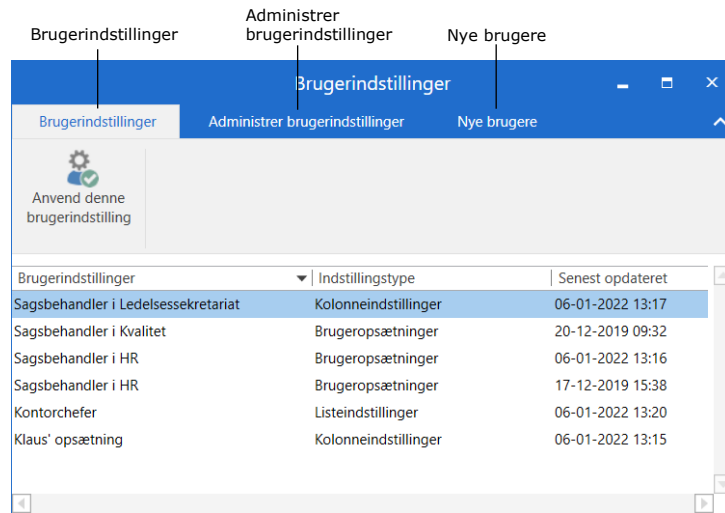 Brugerindstillinger
Administrer
brugerindstillinger
Nye brugere
Brugerindstillinger
Brugerindstillinger Administrer brugerindstillinger Nye brugere
Anvend denne
brugerindstilling
Brugerindstillinger Indstillingstype Senest opdateret
Sagsbehandler i Ledelsessekretariat Kolonneindstillinger 06-01-2022 13:17
Sagsbehandler i Kvalitet Brugeropsætninger 20-12-2019 09:32
Sagsbehandler i HR Brugeropsætninger 06-01-2022 13:16
Sagsbehandler i HR Brugeropsætninger 17-12-2019 15:38
Kontorchefer Listeindstillinger 06-01-2022 13:20
Klaus' opsætning Kolonneindstillinger 06-01-2022 13:15